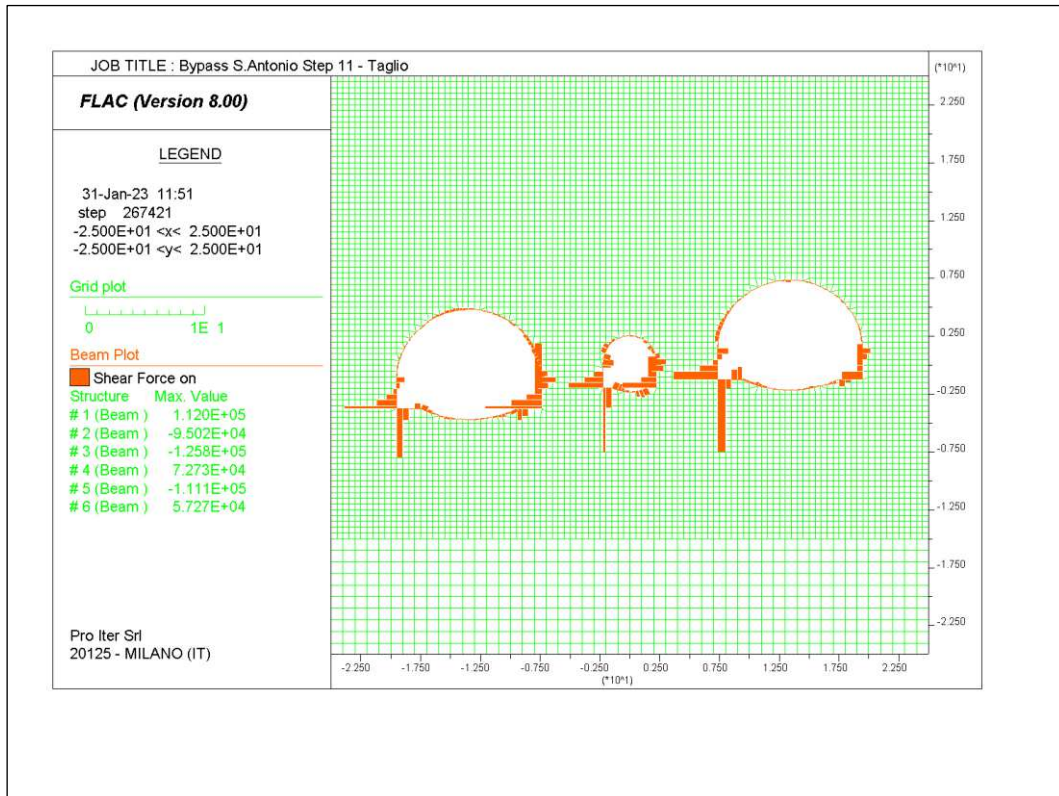 JOB TITLE : Bypass S.Antonio Step 11 - Taglio
(*10^1)
FLAC (Version 8.00)
LEGEND
31-Jan-23 11:51
step 267421
-2.500E+01 <x< 2.500E+01
-2.500E+01 <y< 2.500E+01
Grid plot
0 1E 1
Beam Plot
Shear Force on
Structure Max. Value
# 1 (Beam ) 1.120E+05
# 2 (Beam ) -9.502E+04
# 3 (Beam ) -1.258E+05
# 4 (Beam ) 7.273E+04
# 5 (Beam ) -1.111E+05
# 6 (Beam ) 5.727E+04
Pro Iter Srl
20125 - MILANO (IT)
2.250
1.750
1.250
0.750
0.250
-0.250
-0.750
-1.250
-1.750
-2.250
-2.250 -1.750 -1.250 -0.750 -0.250 0.250 0.750 1.250 1.750 2.250
(*10^1)